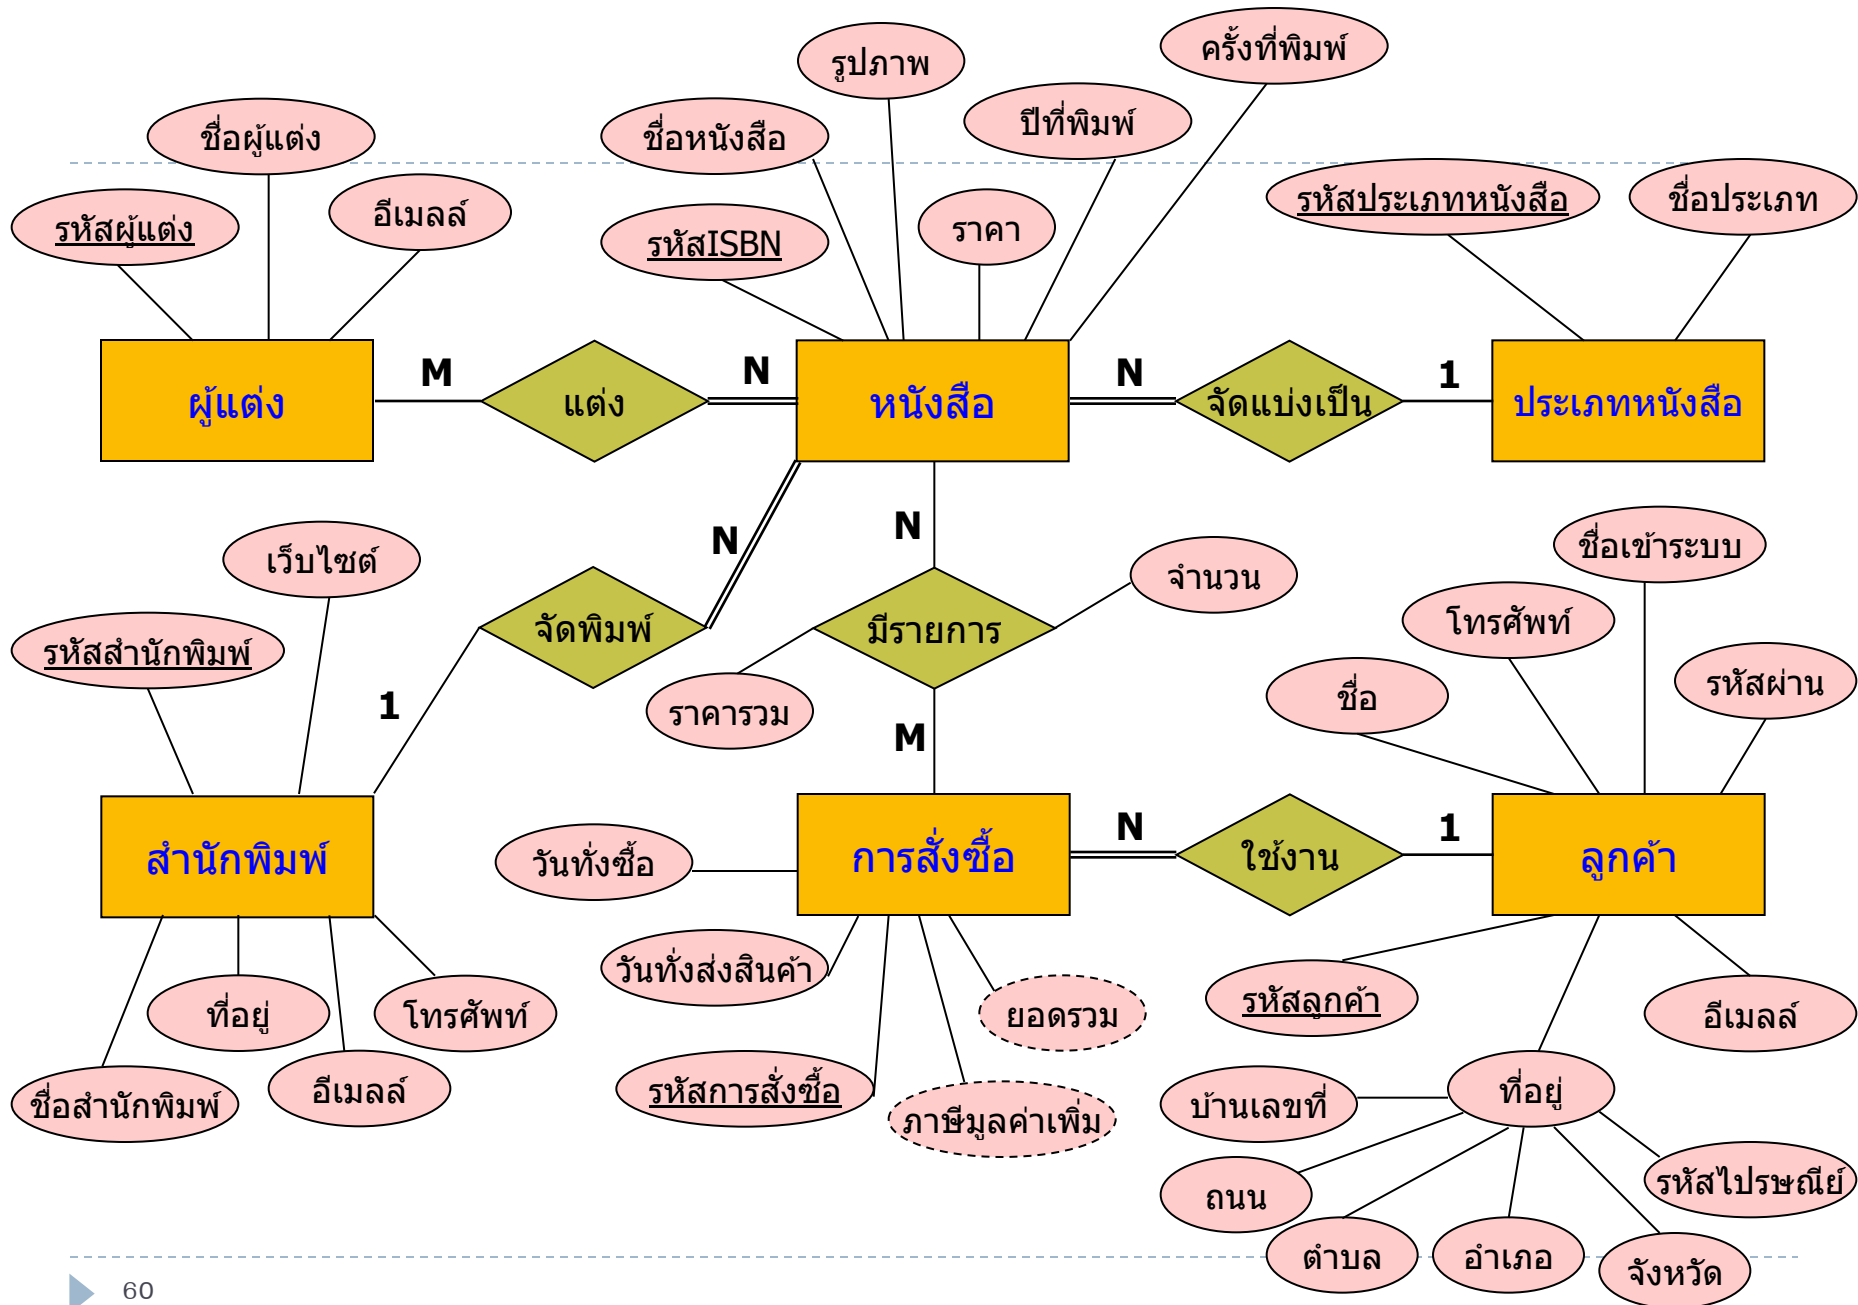 ครั้งที่พิมพ์
รูปภาพ
ปีที่พิมพ์
ชื่อผู้แต่ง
ชื่อหนังสือ
รหัสประเภทหนังสือ
ชื่อประเภท
อีเมลล์
รหัสผู้แต่ง
รหัสISBN
ราคา
M
N
N
1
ผู้แต่ง
แต่ง
หนังสือ
จัดแบ่งเป็น
ประเภทหนังสือ
N
N
ชื่อเข้าระบบ
เว็บไซต์
จำนวน
โทรศัพท์
จัดพิมพ์
มีรายการ
รหัสสำนักพิมพ์
รหัสผ่าน
ชื่อ
1
ราคารวม
M
N
1
สำนักพิมพ์
วันทั่งซื้อ
การสั่งซื้อ
ใช้งาน
ลูกค้า
วันทั่งส่งสินค้า
รหัสลูกค้า
ที่อยู่
โทรศัพท์
ยอดรวม
อีเมลล์
ชื่อสำนักพิมพ์
อีเมลล์
รหัสการสั่งซื้อ
ภาษีมูลค่าเพิ่ม
บ้านเลขที่
ที่อยู่
ถนน
รหัสไปรษณีย์
ตำบล
อำเภอ
จังหวัด
60